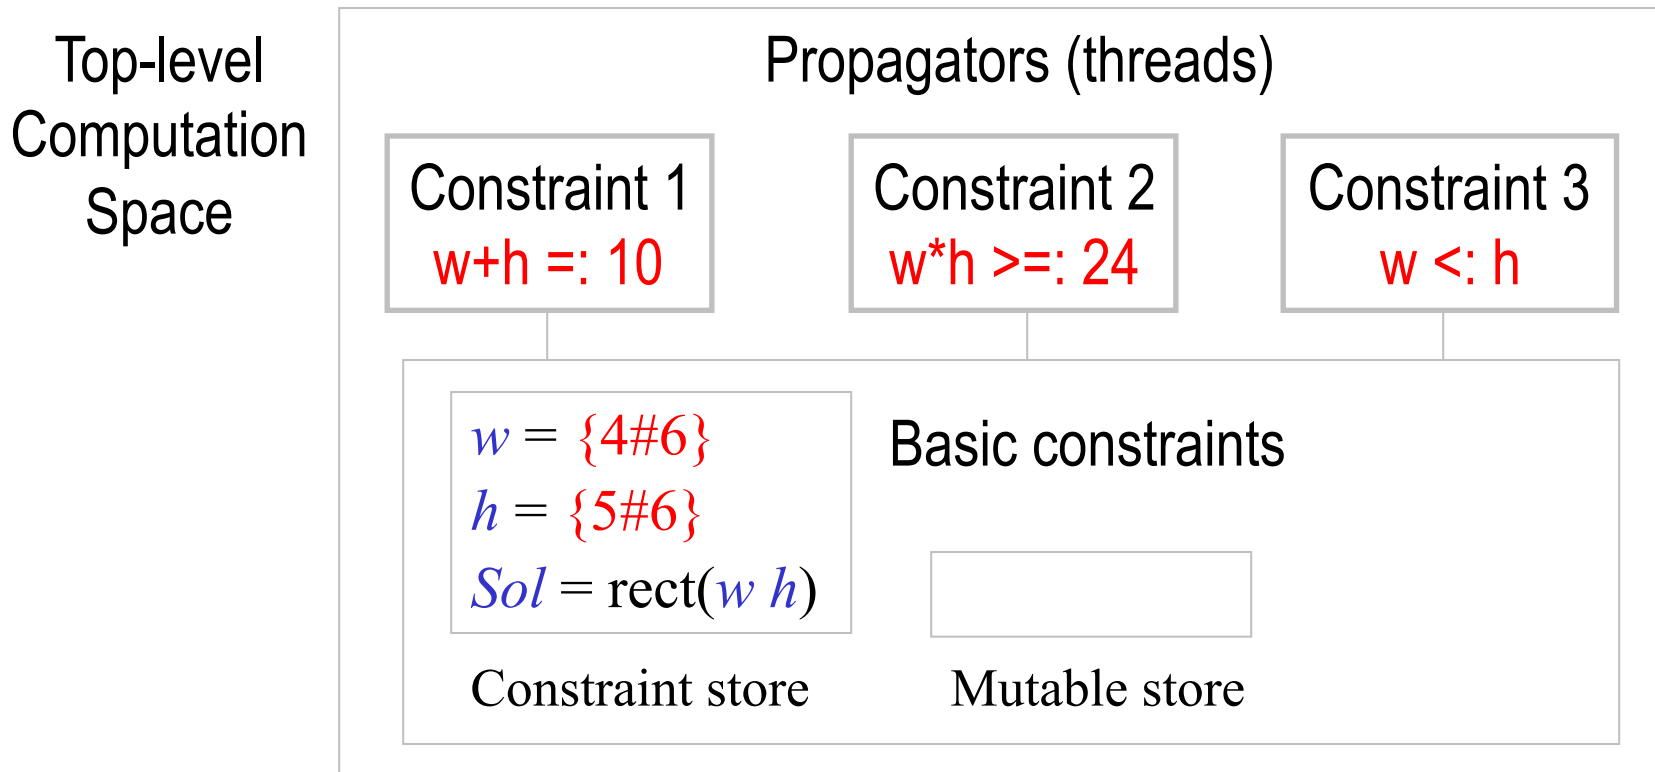 Top-level
Computation
Space
Propagators (threads)
Constraint 1
w+h =: 10
Constraint 2
w*h >=: 24
Constraint 3
w <: h
w = {4#6}
h = {5#6}
Sol = rect(w h)
Basic constraints
Constraint store
Mutable store